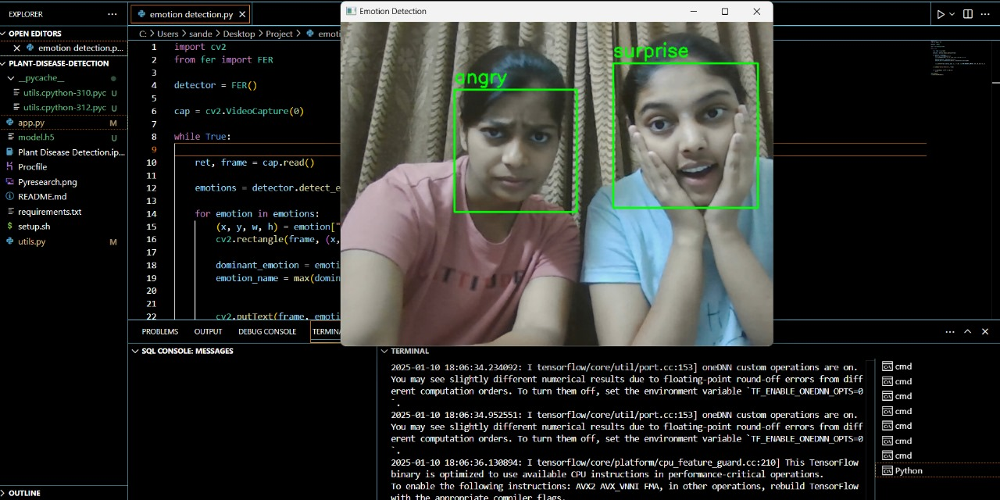 EXPLORER
OPEN EDITORS
emotion detection.p...
PLANT-DISEASE-DETECTION
__pycache__
utils.cpython-310.pyc U
utils.cpython-312.pyc U
app.py M
model.h5 U
Plant Disease Detection.ip...
Procfile
Pyresearch.png
README.md
requirements.txt
setup.sh
utils.py M
OUTLINE
emotion detection.py
C: > Users > sande > Desktop > Project > emoti
1 import cv2
2 from fer import FER
3
4 detector = FER()
5
6 cap = cv2.VideoCapture(0)
7
8 while True:
9
10 ret, frame = cap.read()
11
12 emotions = detector.detect_e
13
14 for emotion in emotions:
15 (x, y, w, h) = emotion["
16 cv2.rectangle(frame, (x,
17
18 dominant_emotion = emoti
19 emotion_name = max(domin
20
21
22 cv2.putText(frame, emoti
Emotion Detection
angry
surprise
PROBLEMS OUTPUT DEBUG CONSOLE TERMINA
SQL CONSOLE: MESSAGES
TERMINAL
2025-01-10 18:06:34.234092: I tensorflow/core/util/port.cc:153] oneDNN custom operations are on.
You may see slightly different numerical results due to floating-point round-off errors from diff
erent computation orders. To turn them off, set the environment variable `TF_ENABLE_ONEDNN_OPTS=0
`.
2025-01-10 18:06:34.952551: I tensorflow/core/util/port.cc:153] oneDNN custom operations are on.
You may see slightly different numerical results due to floating-point round-off errors from diff
erent computation orders. To turn them off, set the environment variable `TF_ENABLE_ONEDNN_OPTS=0
`.
2025-01-10 18:06:36.130894: I tensorflow/core/platform/cpu_feature_guard.cc:210] This TensorFlow
binary is optimized to use available CPU instructions in performance-critical operations.
To enable the following instructions: AVX2 AVX_VNNI FMA, in other operations, rebuild TensorFlow
with the appropriate compiler flags.
cmd
cmd
cmd
cmd
cmd
cmd
cmd
Python